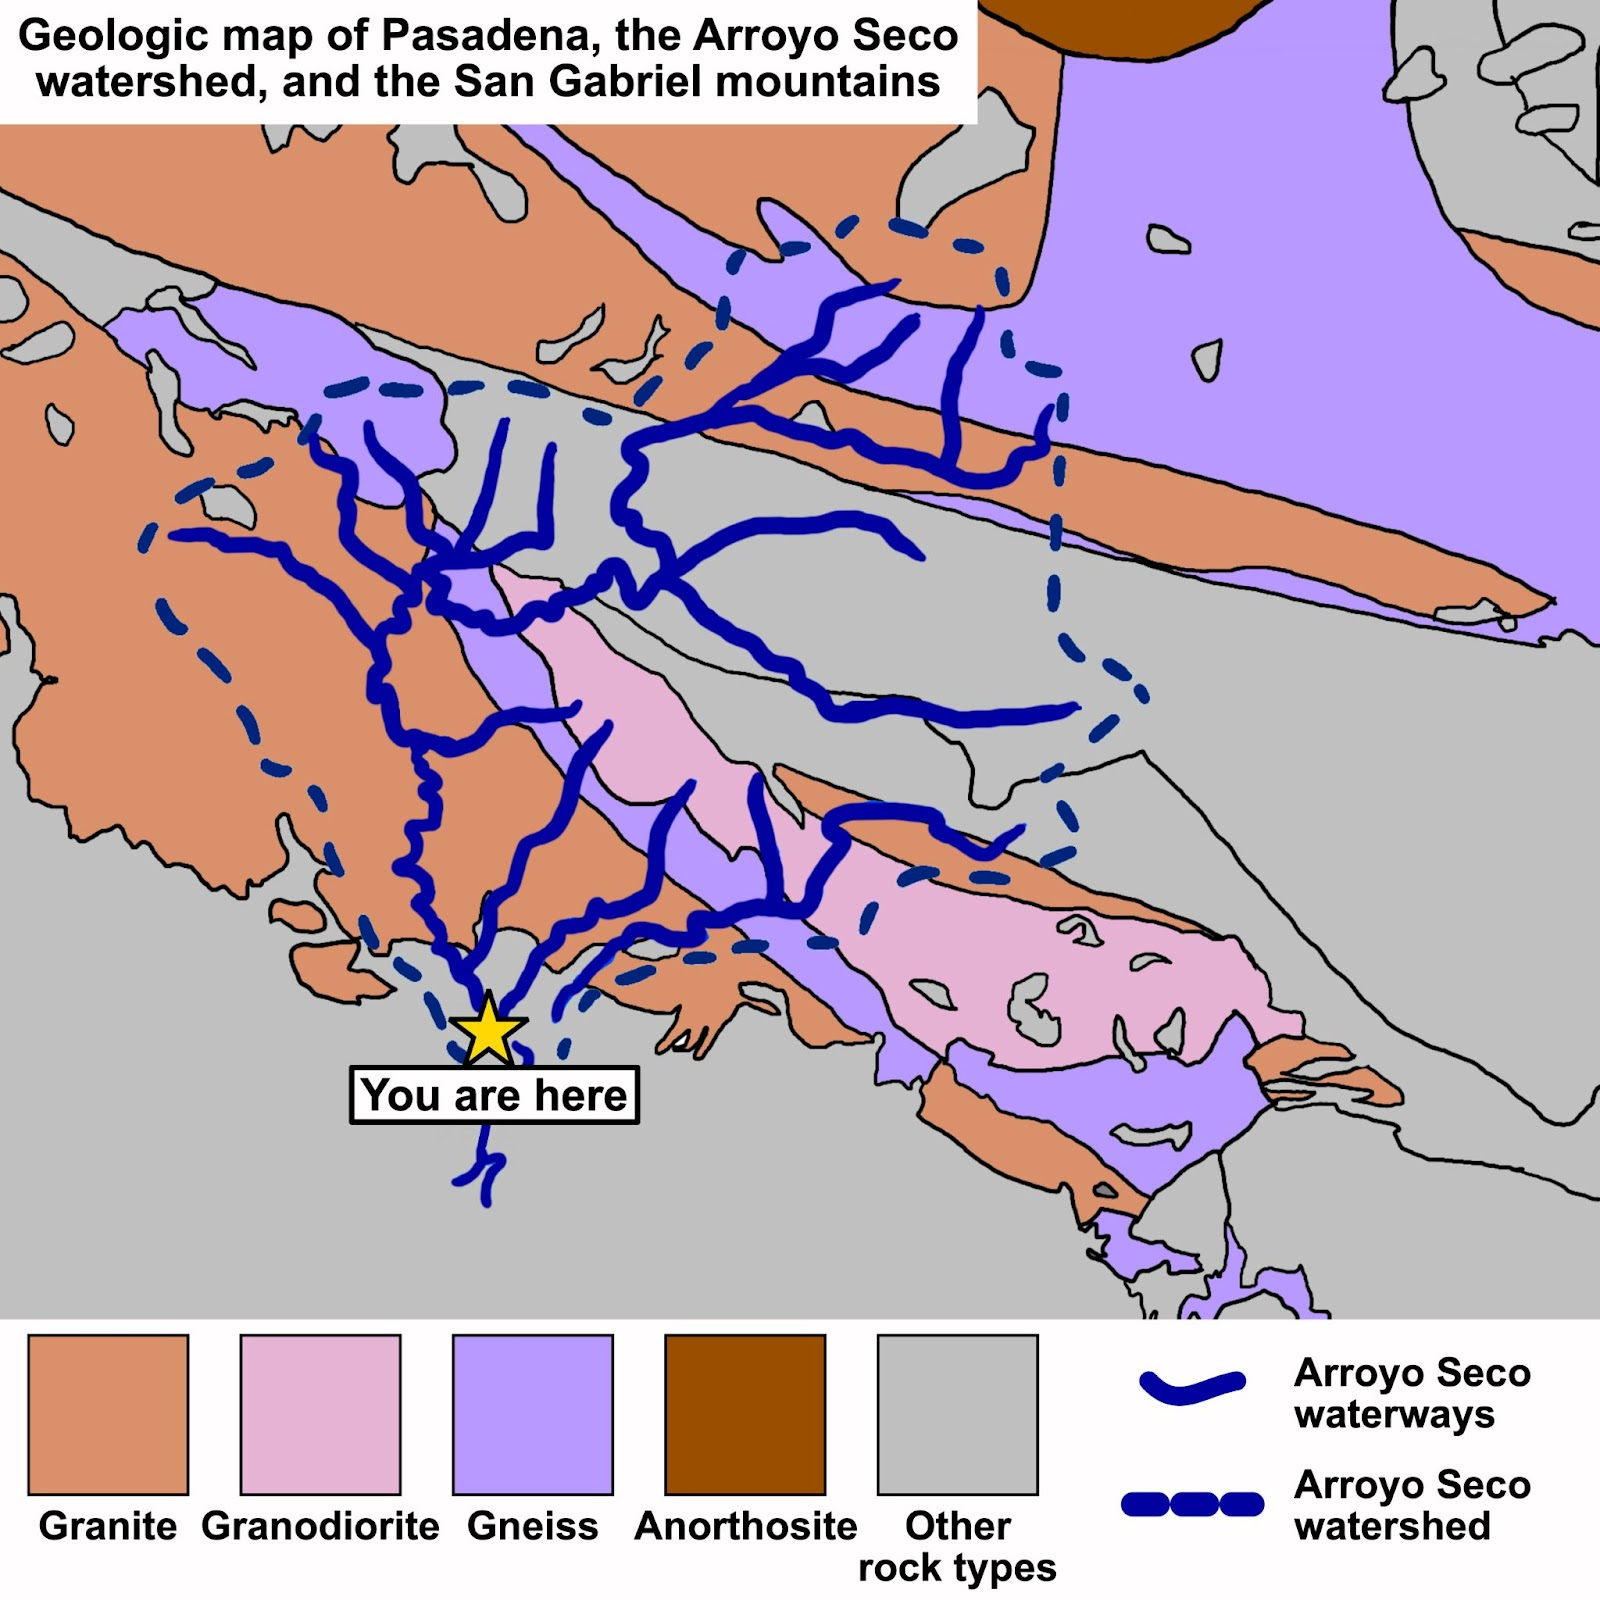 Geologic map of Pasadena, the Arroyo Seco
watershed, and the San Gabriel mountains
You are here
Granite
Granodiorite
Gneiss
Anorthosite
Other
rock types
Arroyo Seco
waterways
Arroyo Seco
watershed